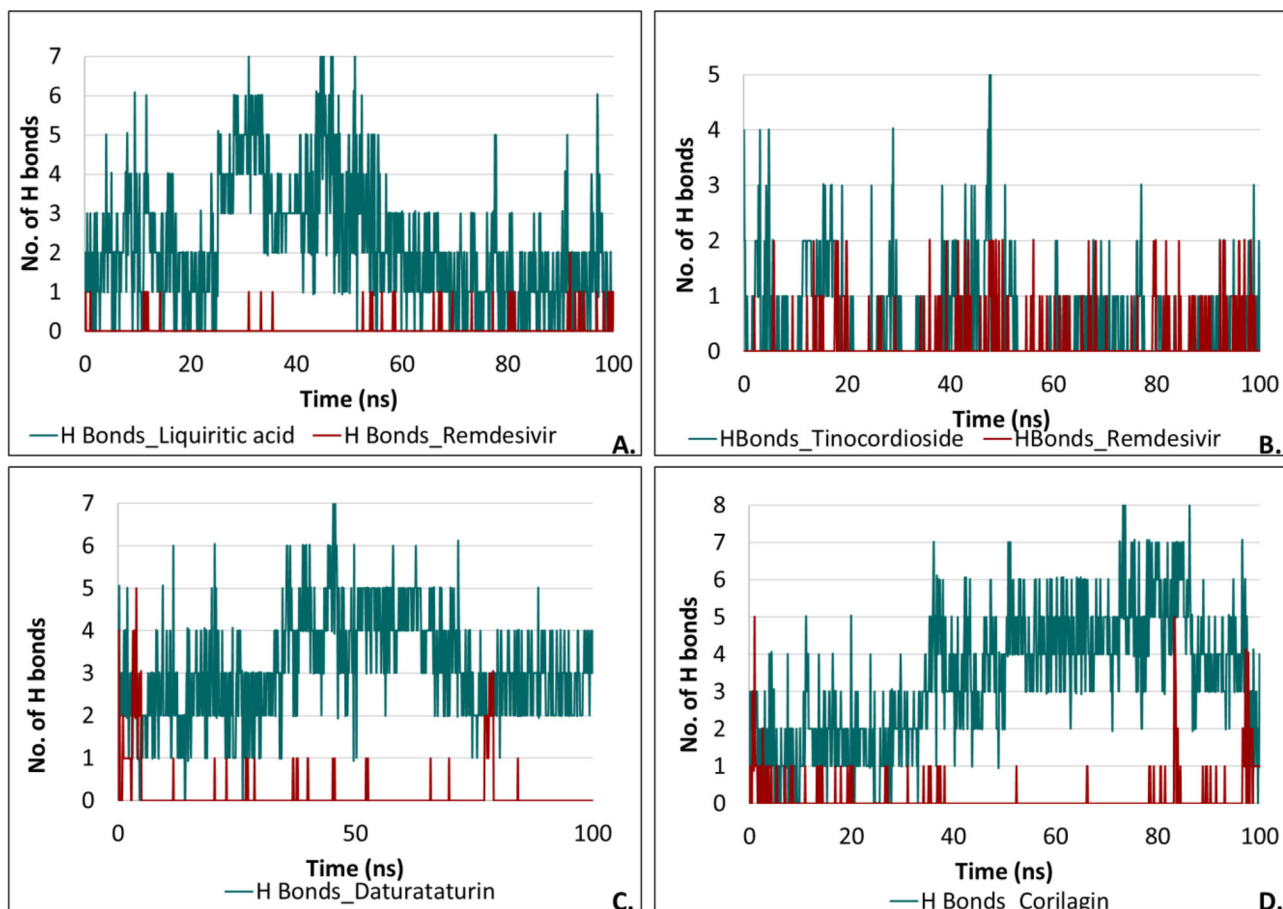 7
6
5
4
3
2
1
0
No. of H bonds
0 20 40 60 80 100
Time (ns)
H Bonds_Liquiritic acid H Bonds_Remdesivir
A.
5
4
3
2
1
0
No. of H bonds
0 20 40 60 80 100
Time (ns)
HBonds_Tinocordioside HBonds_Remdesivir
B.
7
6
5
4
3
2
1
0
No. of H bonds
0 50 100
Time (ns)
H Bonds_Daturataturin
C.
8
7
6
5
4
3
2
1
0
No. of H bonds
0 20 40 60 80 100
Time (ns)
H Bonds_Corilagin
D.